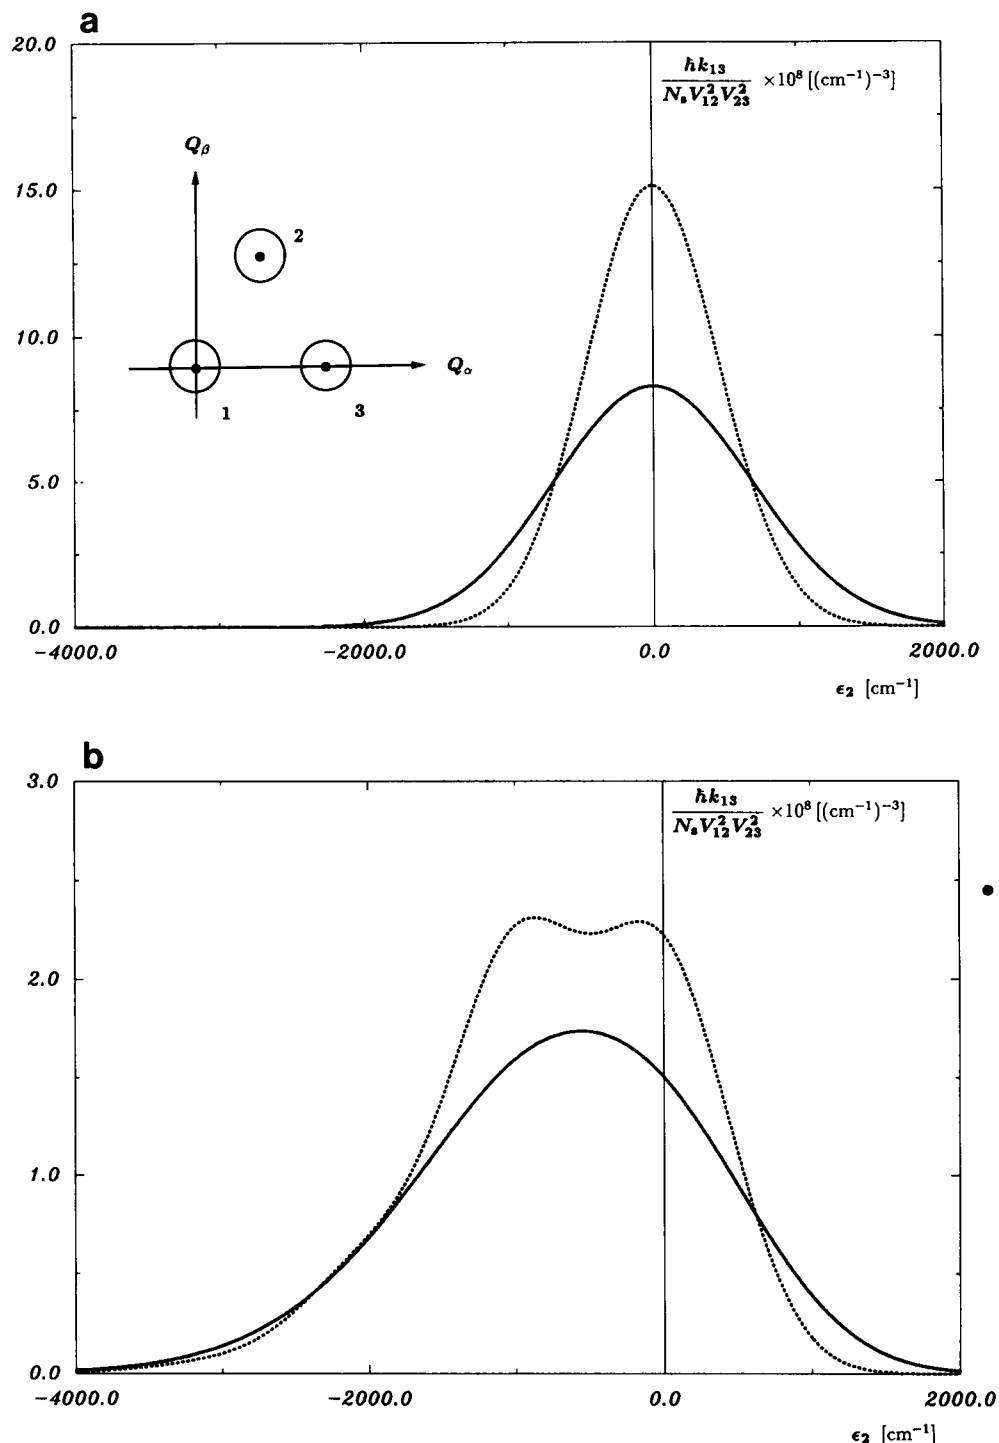 a
20.0
ħk₁₃ / NₛV₁₂²V₂₃² ×10⁸ [(cm⁻¹)⁻³]
Qβ
15.0
2
10.0
Qα
1 3
5.0
0.0
−4000.0 −2000.0 0.0 2000.0
ϵ₂ [cm⁻¹]
b
3.0
ħk₁₃ / NₛV₁₂²V₂₃² ×10⁸ [(cm⁻¹)⁻³]
2.0
1.0
0.0
−4000.0 −2000.0 0.0 2000.0
ϵ₂ [cm⁻¹]